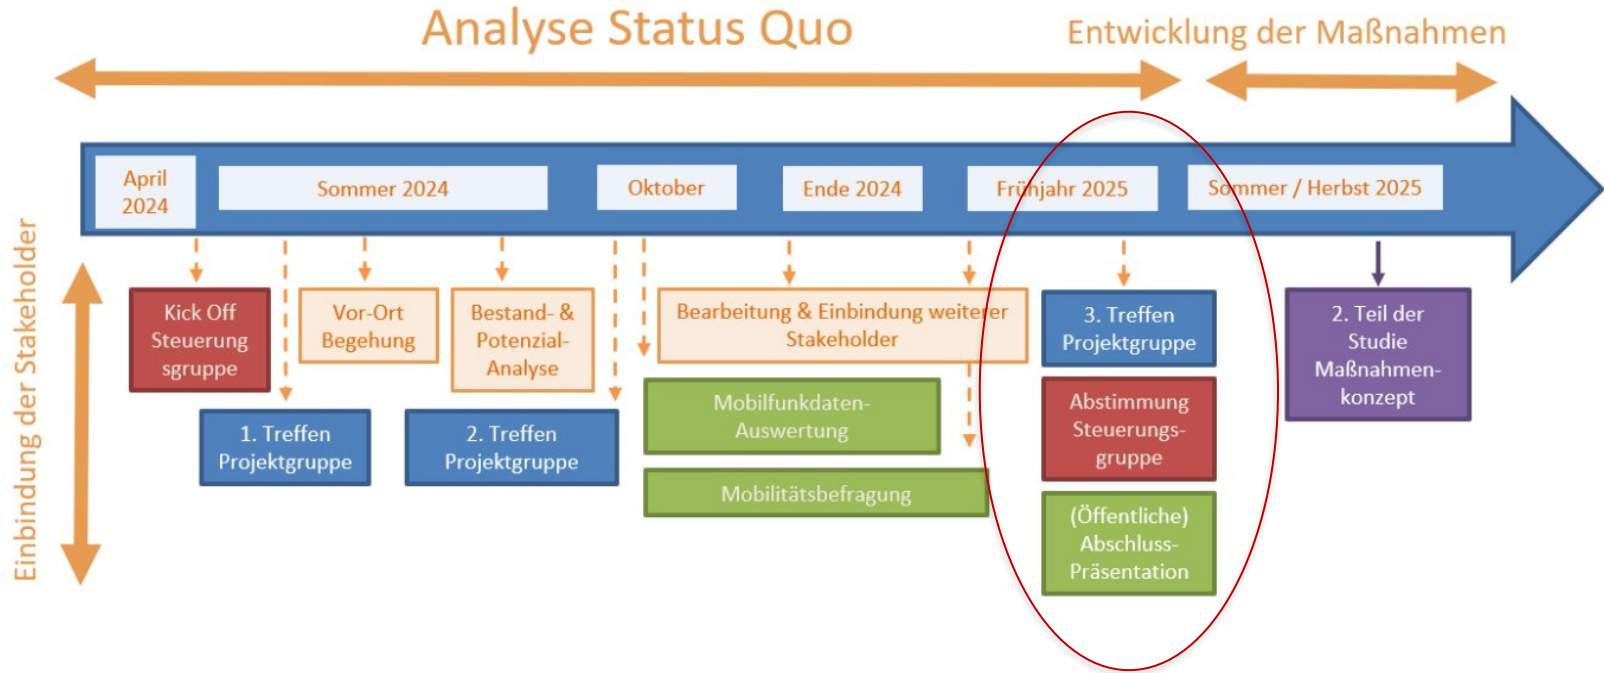 Analyse Status Quo
Entwicklung der Maßnahmen
April
2024
Sommer 2024
Oktober
Ende 2024
Frühjahr 2025
Sommer / Herbst 2025
Einbindung der Stakeholder
Kick Off
Steuerung
sgruppe
Vor-Ort
Begehung
Bestand- &
Potenzial-
Analyse
Bearbeitung & Einbindung weiterer
Stakeholder
3. Treffen
Projektgruppe
2. Teil der
Studie
Maßnahmen-
konzept
1. Treffen
Projektgruppe
2. Treffen
Projektgruppe
Mobilfunkdaten-
Auswertung
Abstimmung
Steuerungs-
gruppe
Mobilitätsbefragung
(Öffentliche)
Abschluss-
Präsentation